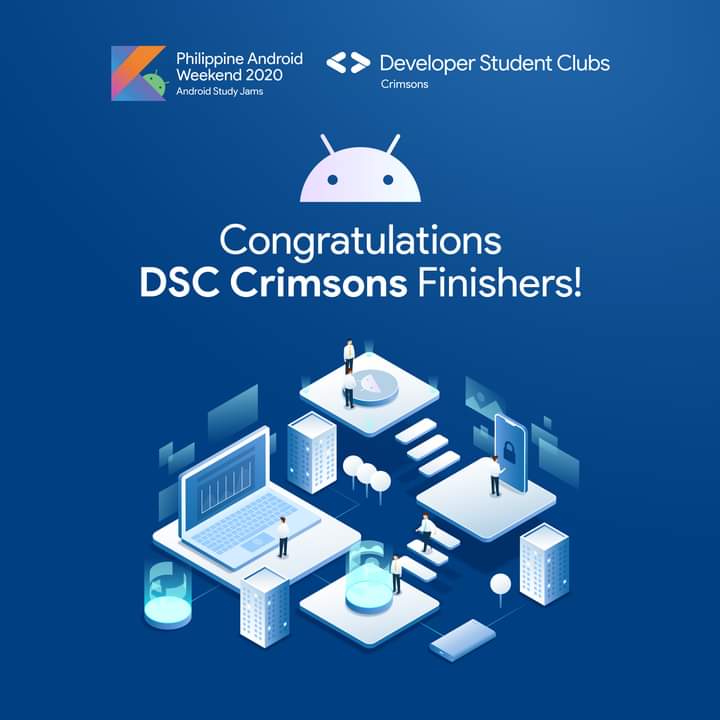 Philippine Android
Weekend 2020
Android Study Jams
Developer Student Clubs
Crimsons
Congratulations
DSC Crimsons Finishers!